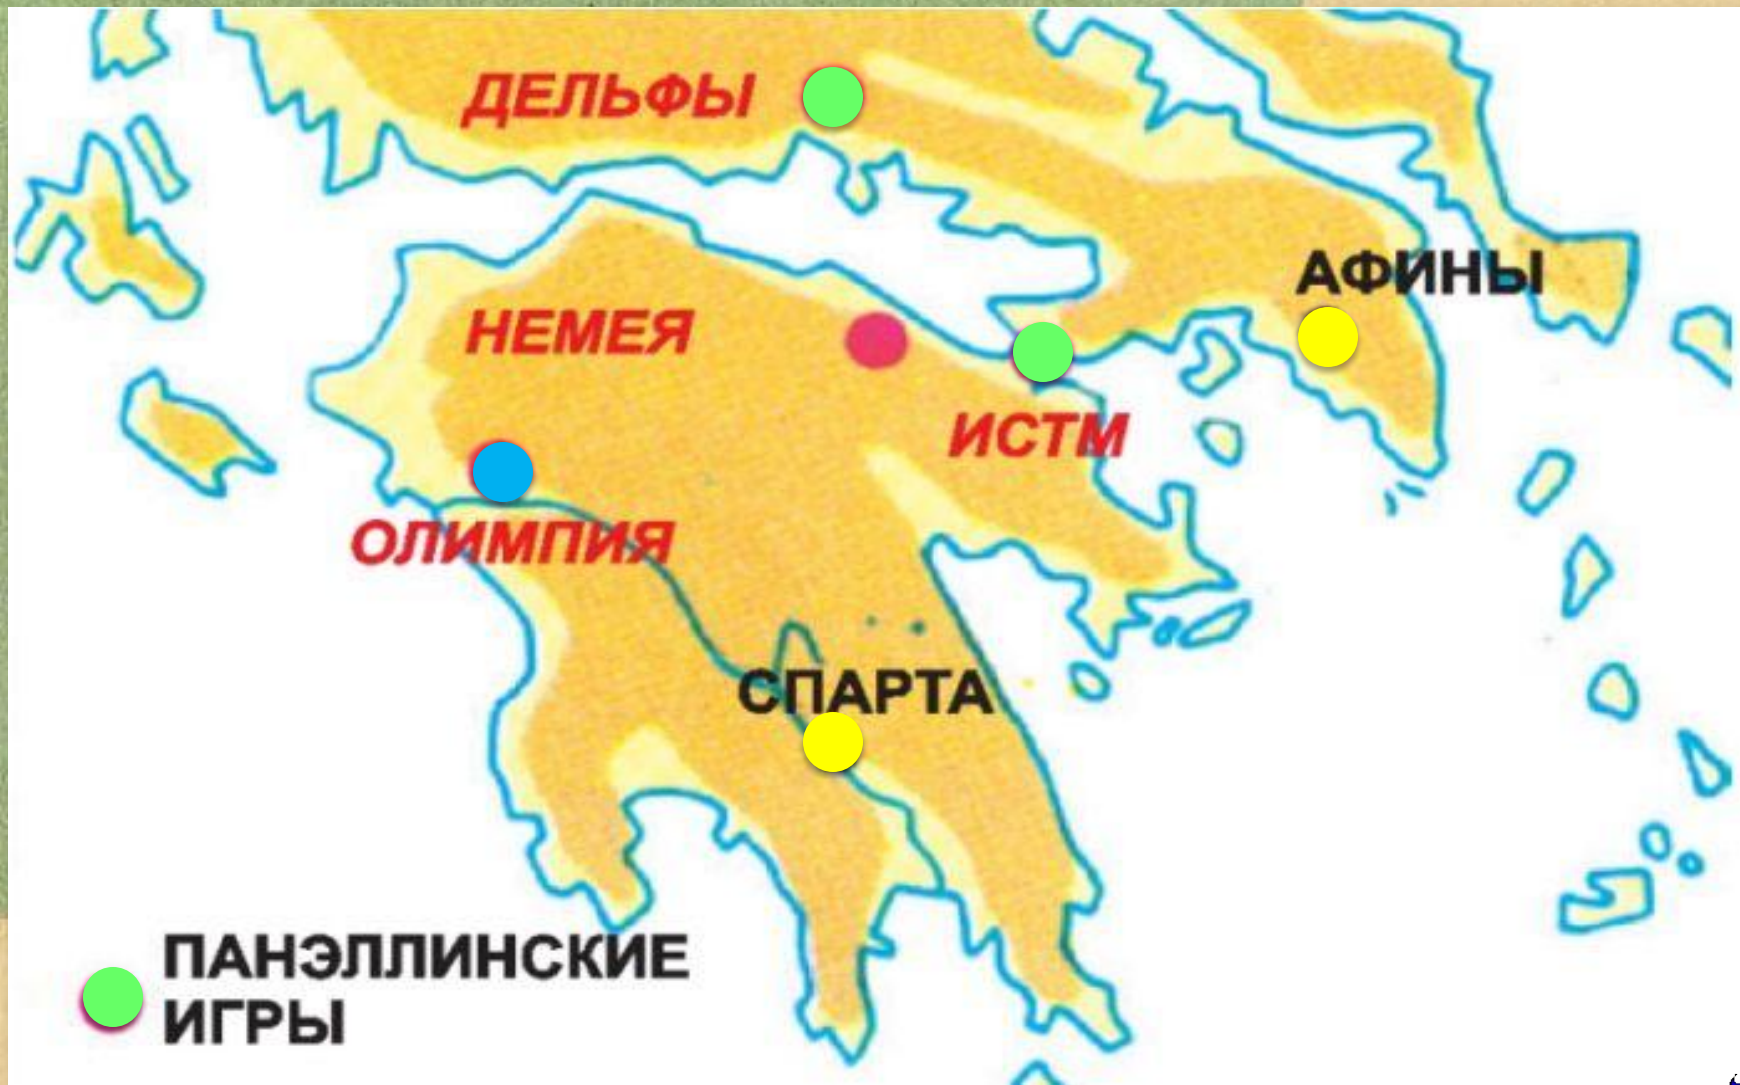 ДЕЛЬФЫ
АФИНЫ
НЕМЕЯ
ИСТМ
ОЛИМПИЯ
СПАРТА
ПАНЭЛЛИНСКИЕ
ИГРЫ